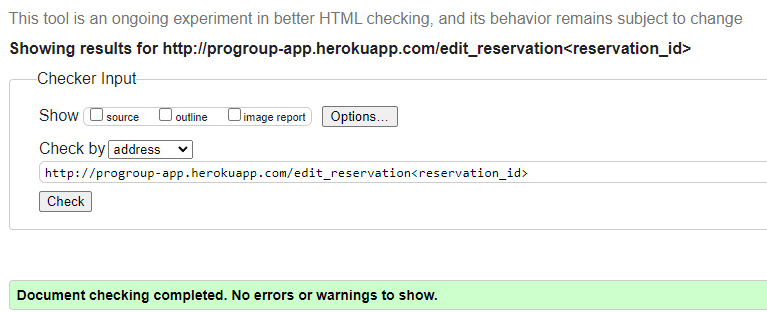 This tool is an ongoing experiment in better HTML checking, and its behavior remains subject to change
Showing results for http://progroup-app.herokuapp.com/edit_reservation<reservation_id>
Checker Input
Show source outline image report Options...
Check by address
http://progroup-app.herokuapp.com/edit_reservation<reservation_id>
Check
Document checking completed. No errors or warnings to show.